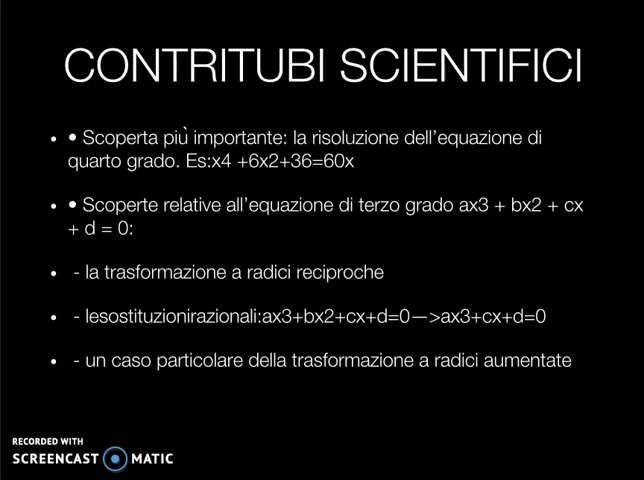 CONTRITUBI SCIENTIFICI
• • Scoperta più importante: la risoluzione dell'equazione di
quarto grado. Es:x4 +6x2+36=60x
• • Scoperte relative all'equazione di terzo grado ax3 + bx2 + cx
+ d = 0:
• - la trasformazione a radici reciproche
• - lesostituzionirazionali:ax3+bx2+cx+d=0—>ax3+cx+d=0
• - un caso particolare della trasformazione a radici aumentate
RECORDED WITH
SCREENCAST MATIC